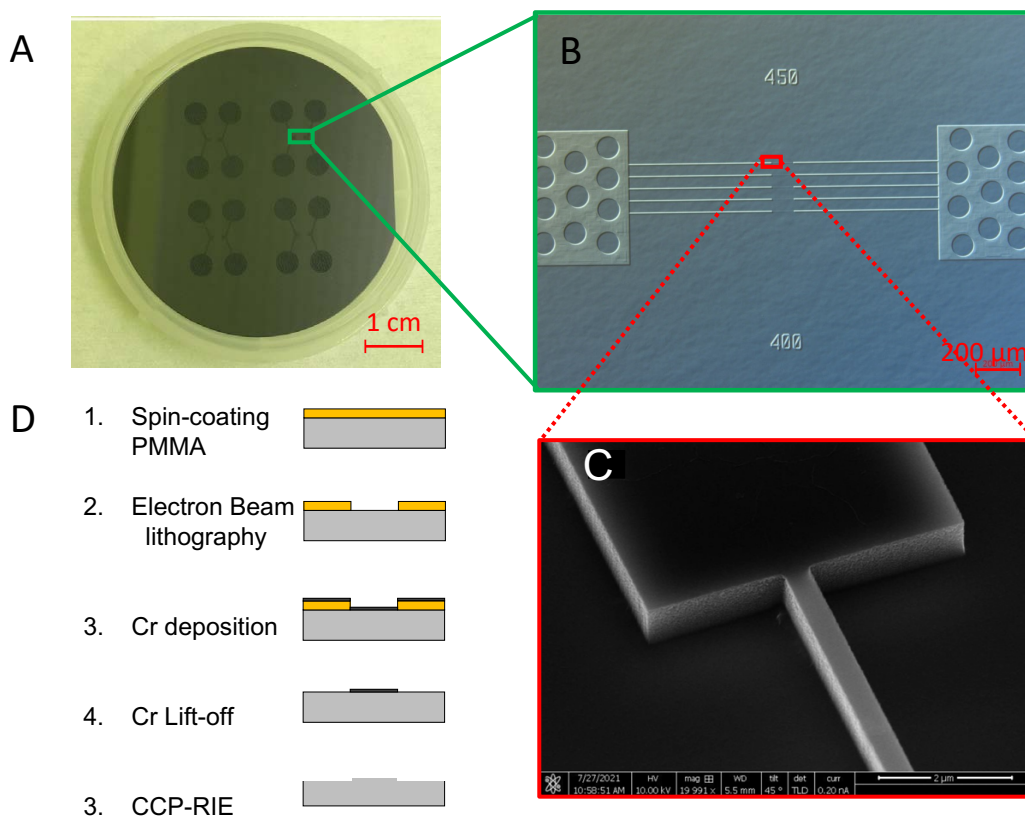 A
1 cm
B
450
400
200 µm
D
1. Spin-coating
PMMA
2. Electron Beam
lithography
3. Cr deposition
4. Cr Lift-off
3. CCP-RIE
C
7/27/2021 HV mag WD tilt det curr 2 µm
10:58:51 AM 10.00 kV 19 991 x 5.5 mm 45 ° TLD 0.20 nA